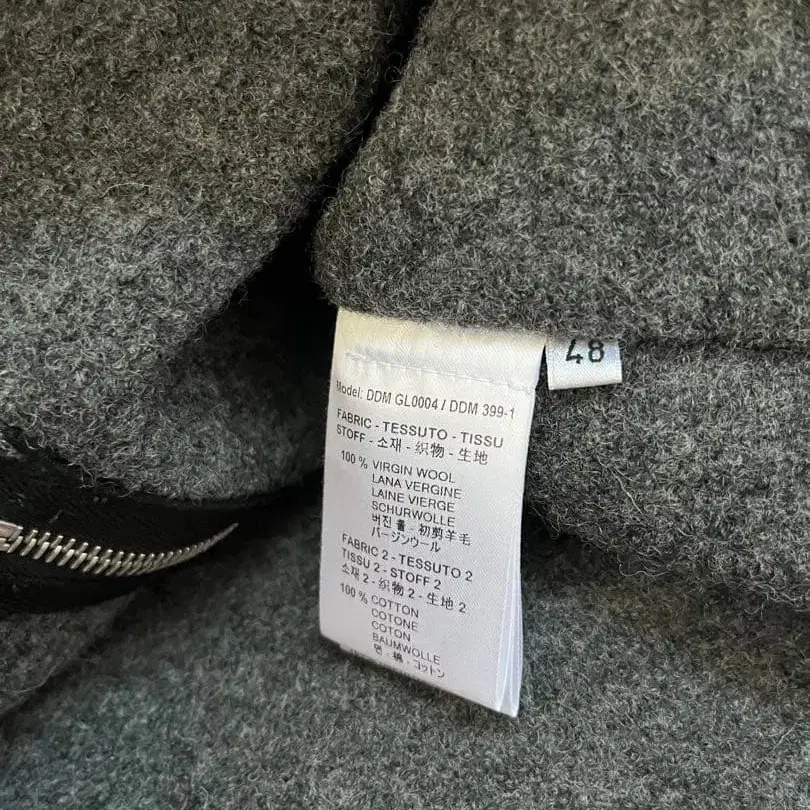 48
Model: DDM GL0004 / DDM 399-1
FABRIC - TESSUTO - TISSU
STOFF - 소재 - 织物 - 生地
100 % VIRGIN WOOL
LANA VERGINE
LAINE VIERGE
SCHURWOLLE
버진 울 - 初剪羊毛
バージンウール
FABRIC 2 - TESSUTO 2
TISSU 2 - STOFF 2
소재 2 - 织物 2 - 生地 2
100 % COTTON
COTONE
COTON
BAUMWOLLE
면 - 棉 - コットン